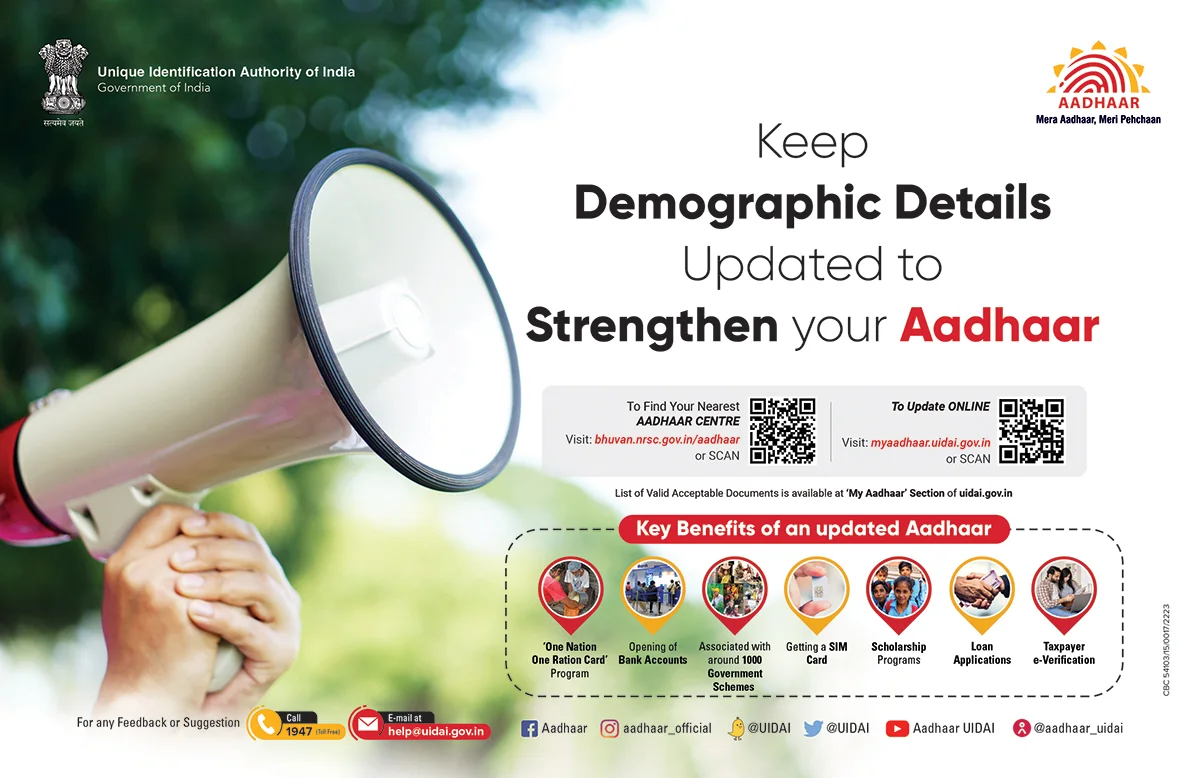 Unique Identification Authority of India
Government of India
सत्यमेव जयते
AADHAAR
Mera Aadhaar, Meri Pehchaan
Keep
Demographic Details
Updated to
Strengthen your Aadhaar
To Find Your Nearest
AADHAAR CENTRE
Visit: bhuvan.nrsc.gov.in/aadhaar
or SCAN
To Update ONLINE
Visit: myaadhaar.uidai.gov.in
or SCAN
List of Valid Acceptable Documents is available at ‘My Aadhaar’ Section of uidai.gov.in
Key Benefits of an updated Aadhaar
‘One Nation
One Ration Card’
Program
Opening of
Bank Accounts
Associated with
around 1000
Government
Schemes
Getting a SIM
Card
Scholarship
Programs
Loan
Applications
Taxpayer
e-Verification
CBC 54103/15/0017/2223
For any Feedback or Suggestion
Call
1947 (Toll Free)
E-mail at
help@uidai.gov.in
Aadhaar
aadhaar_official
@UIDAI
@UIDAI
Aadhaar UIDAI
@aadhaar_uidai